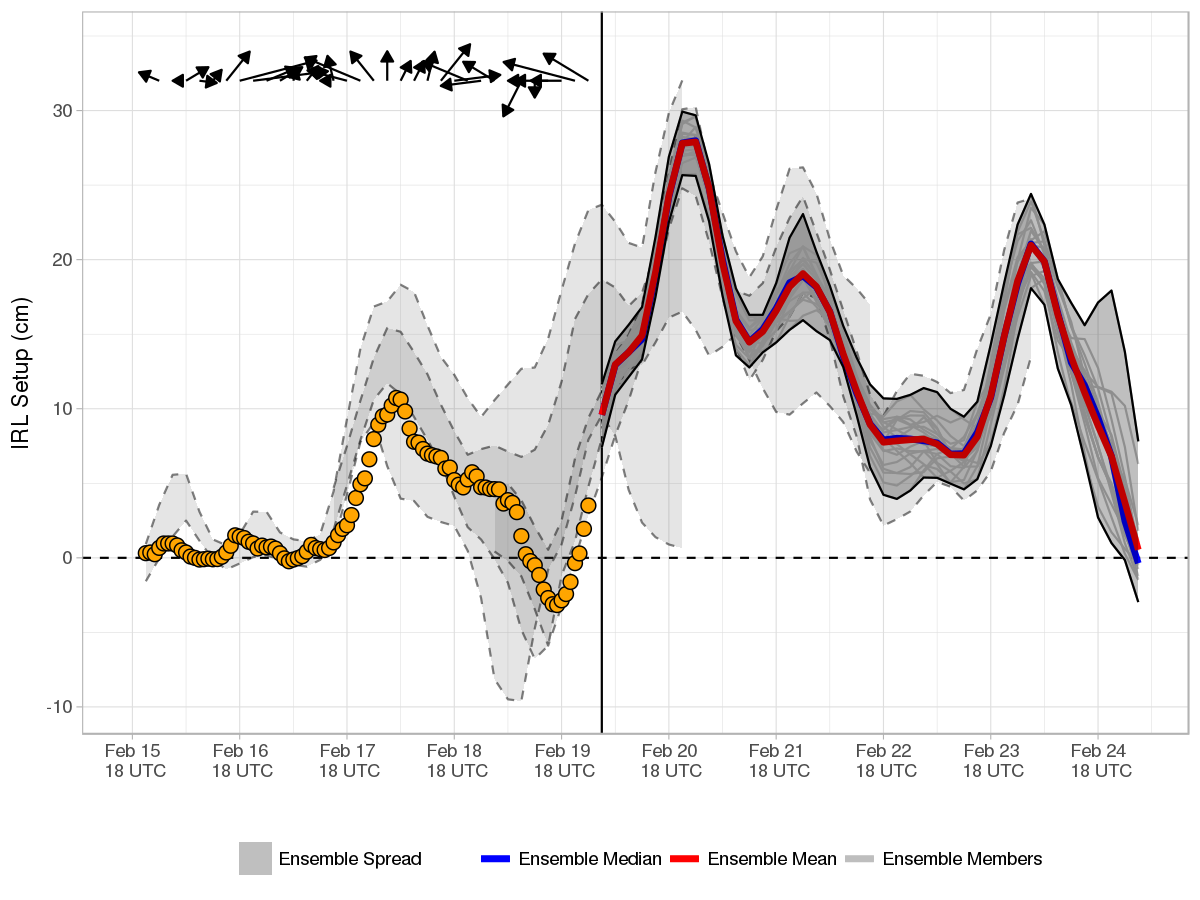 IRL Setup (cm)
30
20
10
0
-10
Feb 15 Feb 16 Feb 17 Feb 18 Feb 19 Feb 20 Feb 21 Feb 22 Feb 23 Feb 24
18 UTC 18 UTC 18 UTC 18 UTC 18 UTC 18 UTC 18 UTC 18 UTC 18 UTC 18 UTC
Ensemble Spread Ensemble Median Ensemble Mean Ensemble Members